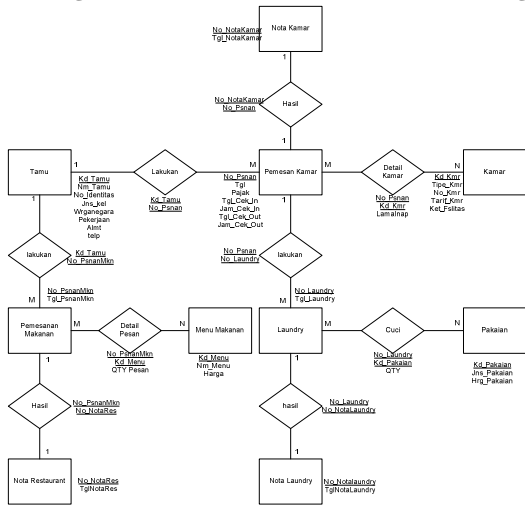 Nota Kamar
No_NotaKamar
Tgl_NotaKamar
1
No_NotaKamar
No_Psnan
Hasil
1
Tamu
1
Kd_Tamu
Nm_Tamu
No_Identitas
Jns_kel
Wrganegara
Pekerjaan
Almt
telp
Lakukan
Kd_Tamu
No_Psnan
M
No_Psnan
Tgl
Pajak
Tgl_Cek_In
Jam_Cek_In
Tgl_Cek_Out
Jam_Cek_Out
Pemesan Kamar
M
Detail
Kamar
No_Psnan
Kd_Kmr
LamaInap
N
Kd_Kmr
Tipe_Kmr
No_Kmr
Tarif_Kmr
Ket_Fslitas
Kamar
1
1
lakukan
Kd_Tamu
No_PsnanMkn
No_Psnan
No_Laundry
lakukan
No_PsnanMkn
Tgl_PsnanMkn
M
No_Laundry
Tgl_Laundry
M
Pemesanan
Makanan
M
Detail
Pesan
No_PsnanMkn
Kd_Menu
QTY Pesan
N
Menu Makanan
Kd_Menu
Nm_Menu
Harga
Laundry
M
Cuci
No_Laundry
Kd_Pakaian
QTY
N
Pakaian
Kd_Pakaian
Jns_Pakaian
Hrg_Pakaian
1
1
Hasil
No_PsnanMkn
No_NotaRes
hasil
No_Laundry
No_NotaLaundry
1
1
Nota Restaurant
No_NotaRes
TglNotaRes
Nota Laundry
No_Notalaundry
TglNotaLaundry